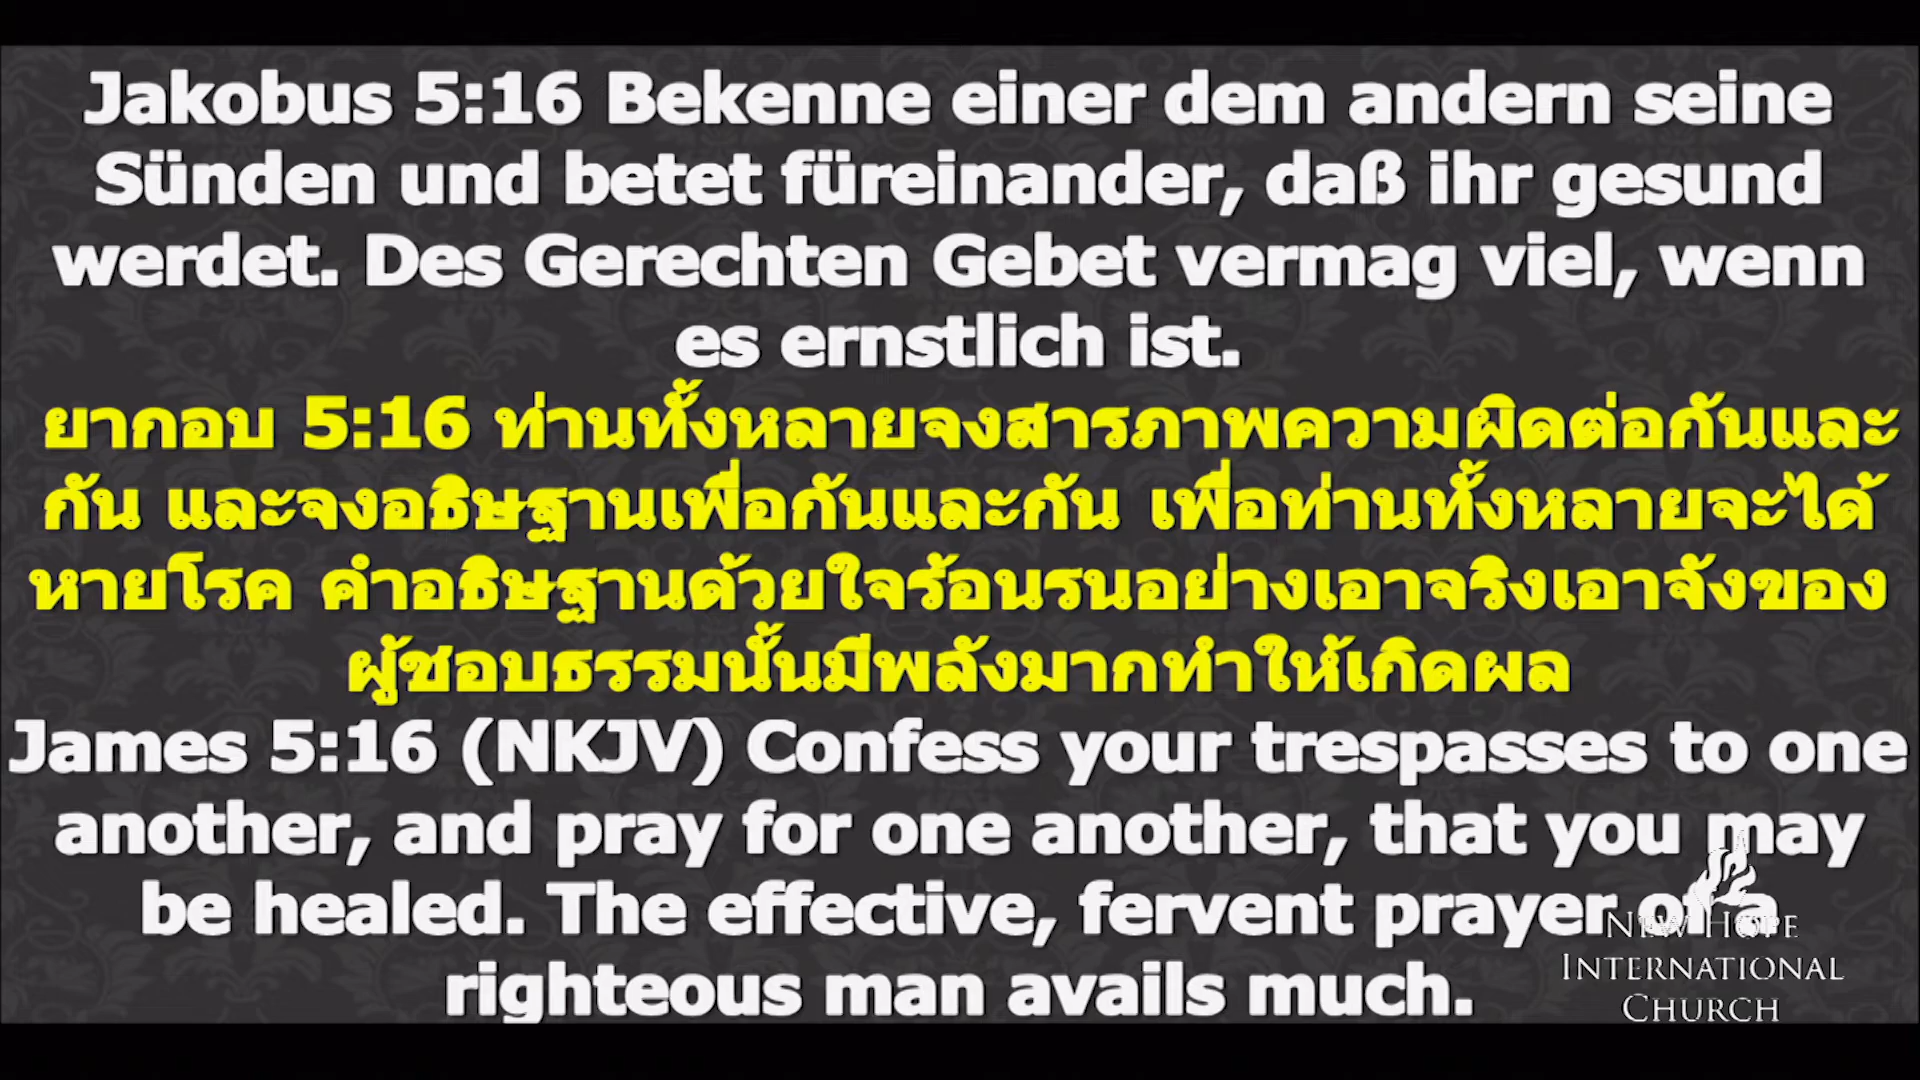 Jakobus 5:16 Bekenne einer dem andern seine
Sünden und betet füreinander, daß ihr gesund
werdet. Des Gerechten Gebet vermag viel, wenn
es ernstlich ist.
ยากอบ 5:16 ท่านทั้งหลายจงสารภาพความผิดต่อกันและ
กัน และจงอธิษฐานเพื่อกันและกัน เพื่อท่านทั้งหลายจะได้
หายโรค คำอธิษฐานด้วยใจร้อนรนอย่างเอาจริงเอาจังของ
ผู้ชอบธรรมนั้นมีพลังมากทำให้เกิดผล
James 5:16 (NKJV) Confess your trespasses to one
another, and pray for one another, that you may
be healed. The effective, fervent prayer of a
righteous man avails much.
NEW HOPE
INTERNATIONAL
CHURCH